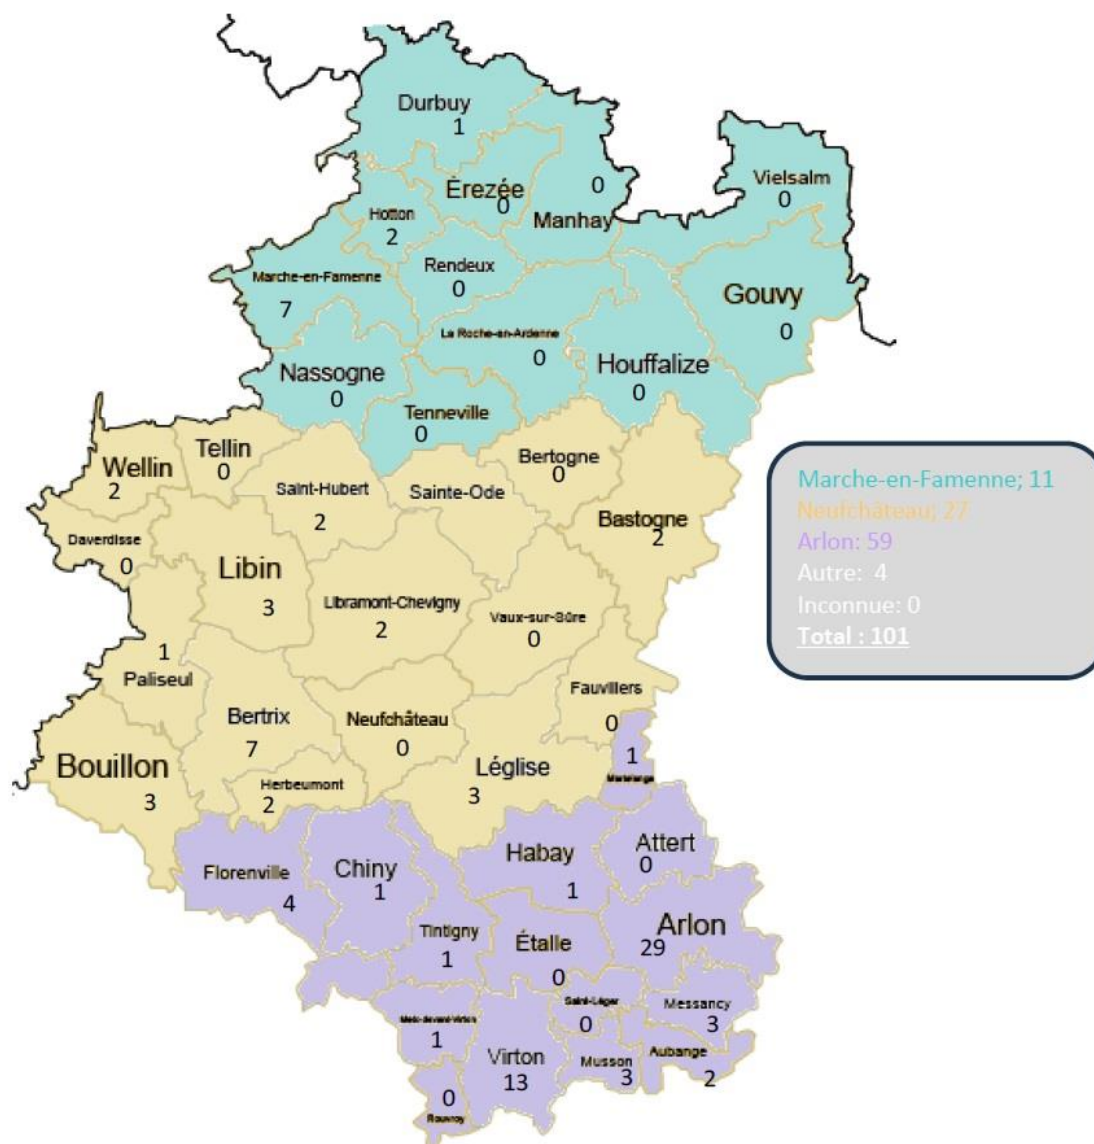 Durbuy
1
Érezée
0
0
Manhay
Vielsalm
0
Hotton
2
Rendeux
0
Marche-en-Famenne
7
Gouvy
0
La Roche-en-Ardenne
0
Houffalize
0
Nassogne
0
Tenneville
0
Wellin
2
Tellin
0
Saint-Hubert
2
Sainte-Ode
Bertogne
0
Bastogne
2
Daverdisse
0
Libin
3
Libramont-Chevigny
2
Vaux-sur-Sûre
0
1
Paliseul
Bertrix
7
Neufchâteau
0
Fauvillers
0
Bouillon
3
Herbeumont
2
Léglise
3
1
Martelange
Florenville
4
Chiny
1
Habay
1
Attert
0
Tintigny
1
Étalle
0
Arlon
29
Meix-devant-Virton
1
Saint-Léger
0
Messancy
3
Virton
13
Musson
3
Aubange
2
0
Rouvroy
Marche-en-Famenne; 11
Neufchâteau; 27
Arlon: 59
Autre: 4
Inconnue: 0
Total : 101